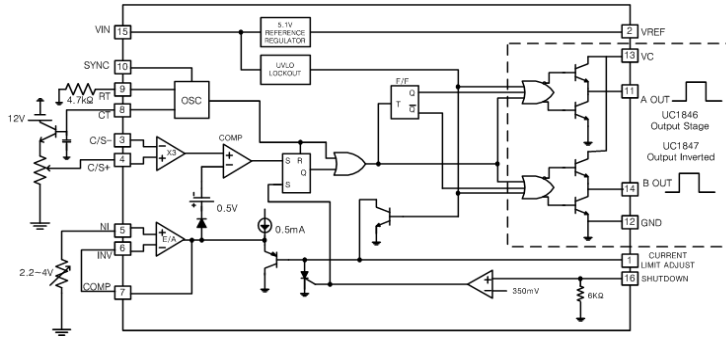 VIN 15
5.1V
REFERENCE
REGULATOR
2 VREF
UVLO
LOCKOUT
SYNC 10
13 VC
9 RT
4.7kΩ
8 CT
OSC
F/F
T Q
Q
11 A OUT
UC1846
Output Stage
UC1847
Output Inverted
12V
C/S− 3
4 C/S+
X3
COMP
S R
Q
S
0.5V
14 B OUT
12 GND
NI 5
6 INV
E/A
0.5mA
2.2–4V
COMP 7
1 CURRENT
LIMIT ADJUST
16 SHUTDOWN
350mV
6KΩ